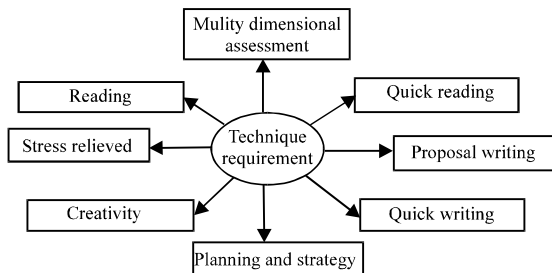 Mulity dimensional
assessment
Reading
Quick reading
Technique
requirement
Stress relieved
Proposal writing
Creativity
Quick writing
Planning and strategy